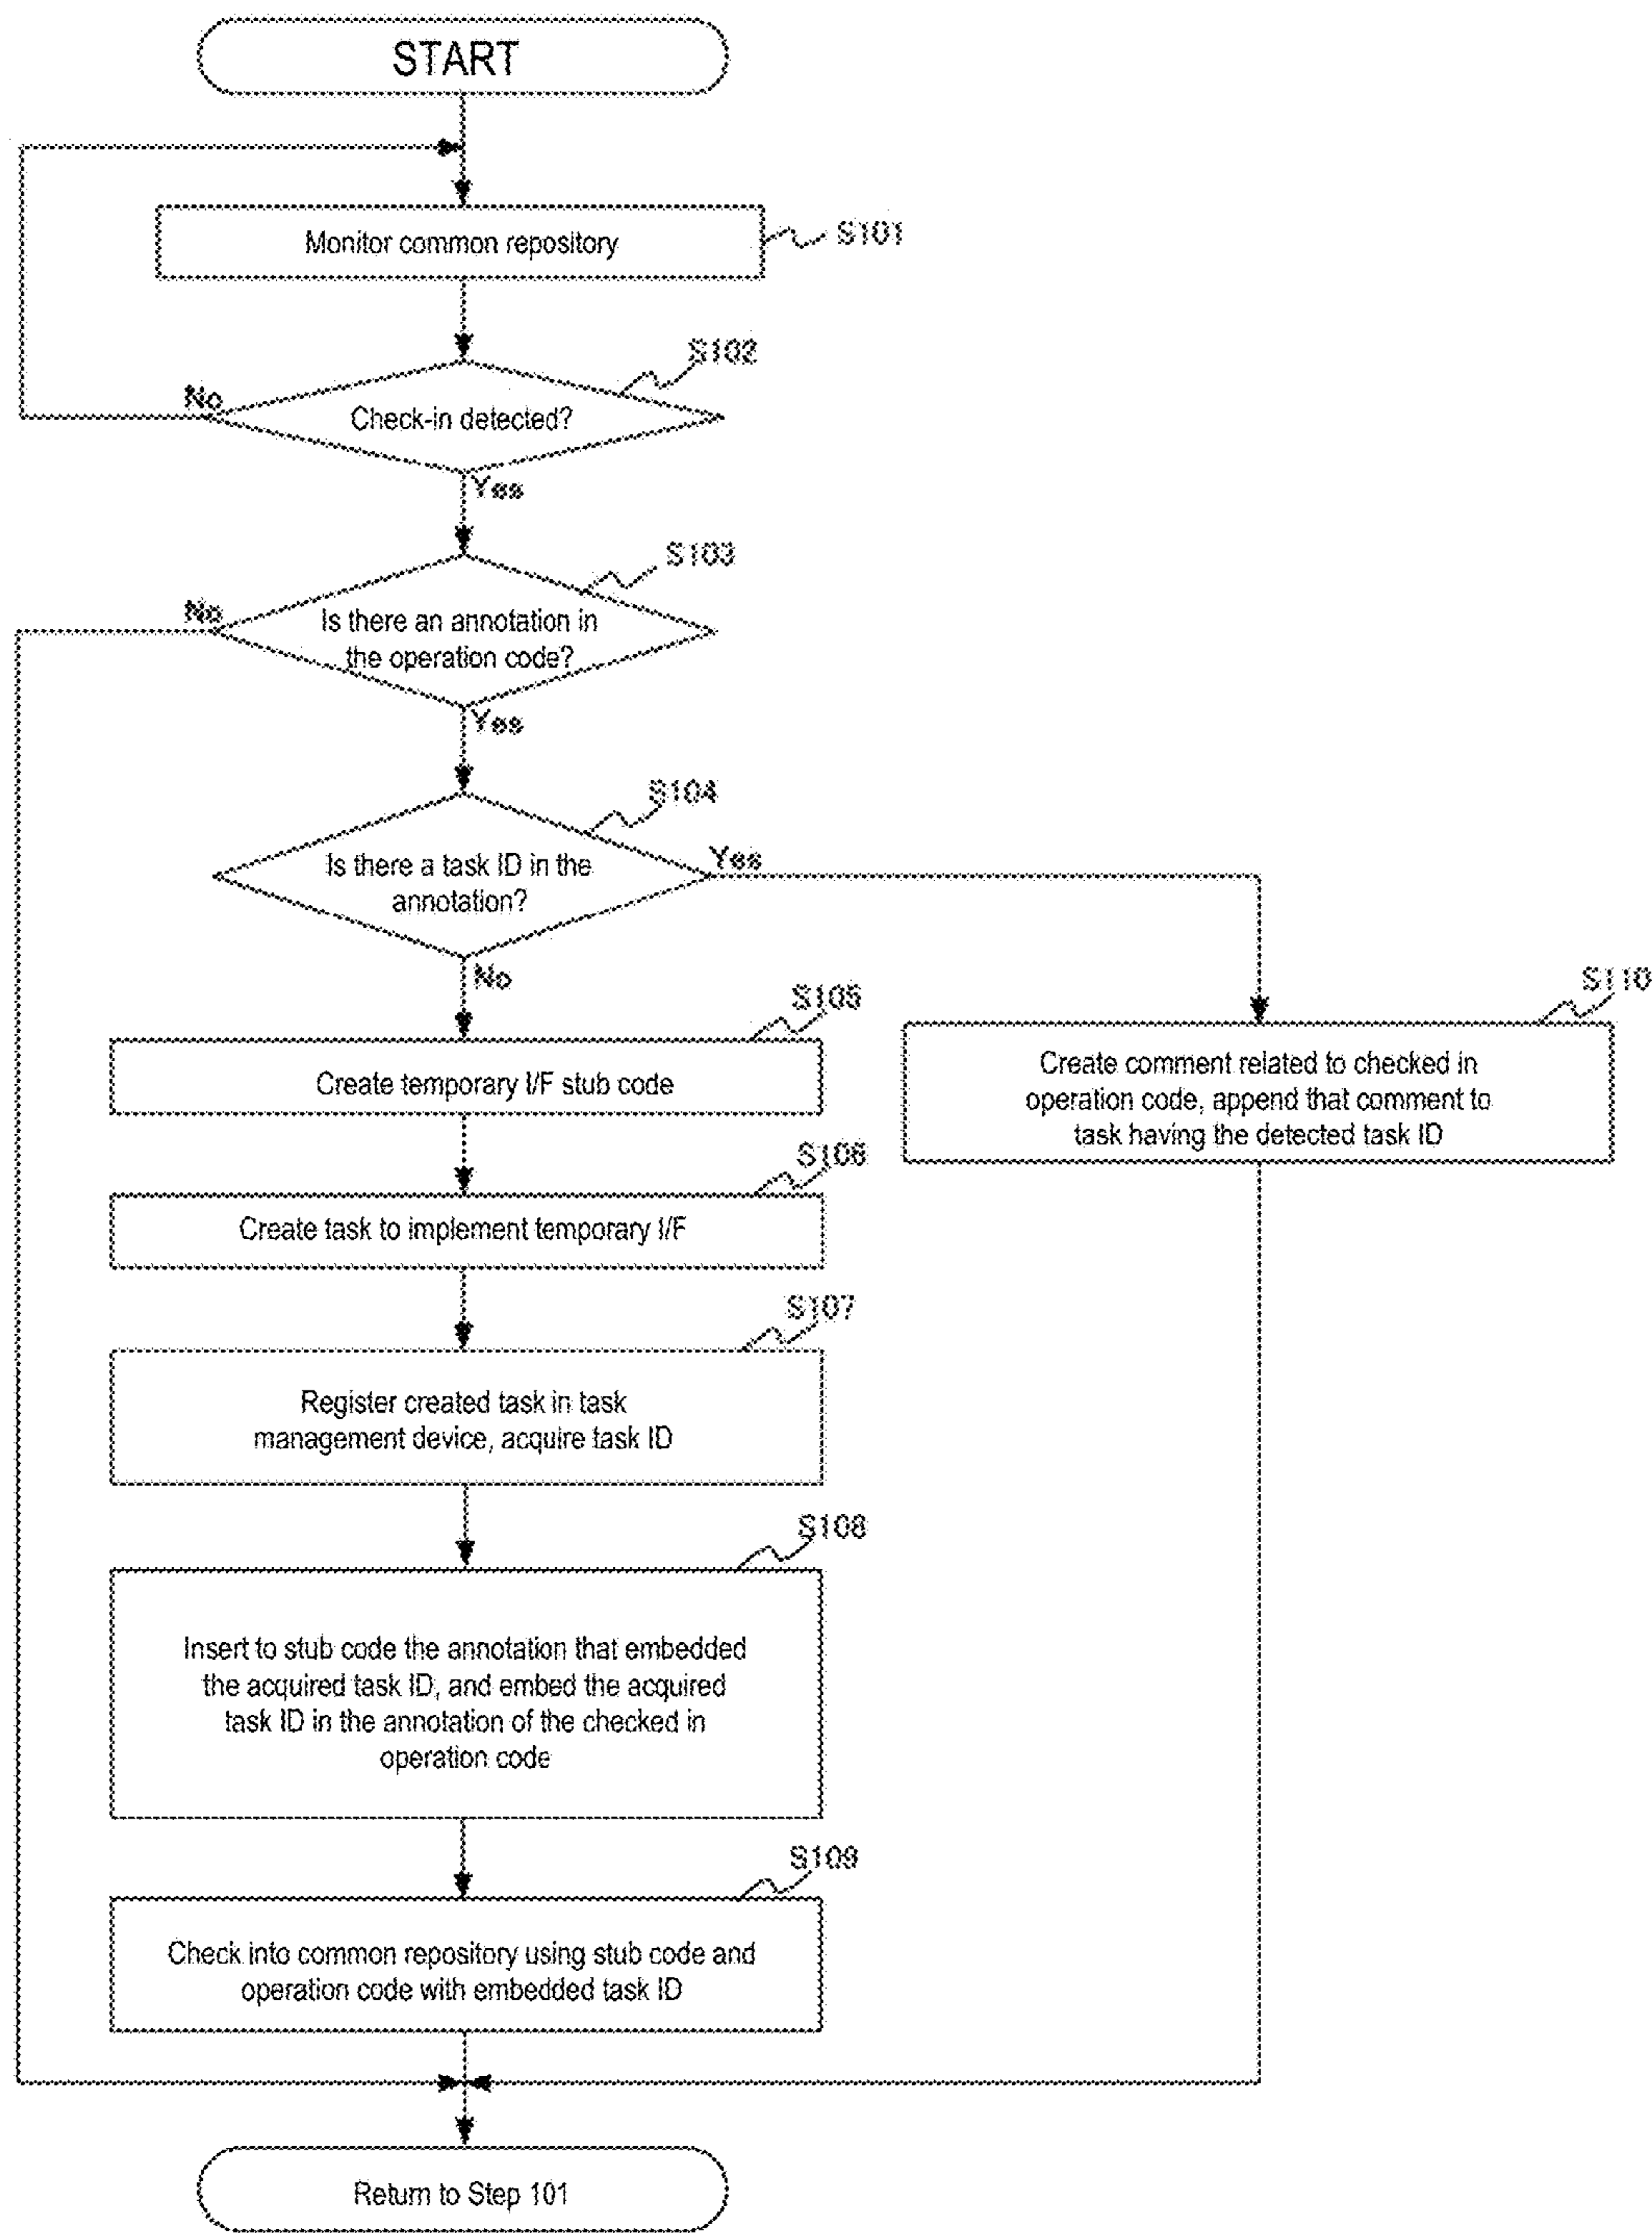 START
Monitor common repository
S101
S102
No
Check-in detected?
Yes
S103
No
Is there an annotation in
the operation code?
Yes
S104
Is there a task ID in the
annotation?
Yes
No
S105
Create temporary I/F stub code
S110
Create comment related to checked in
operation code, append that comment to
task having the detected task ID
S106
Create task to implement temporary I/F
S107
Register created task in task
management device, acquire task ID
S108
Insert to stub code the annotation that embedded
the acquired task ID, and embed the acquired
task ID in the annotation of the checked in
operation code
S109
Check into common repository using stub code and
operation code with embedded task ID
Return to Step 101